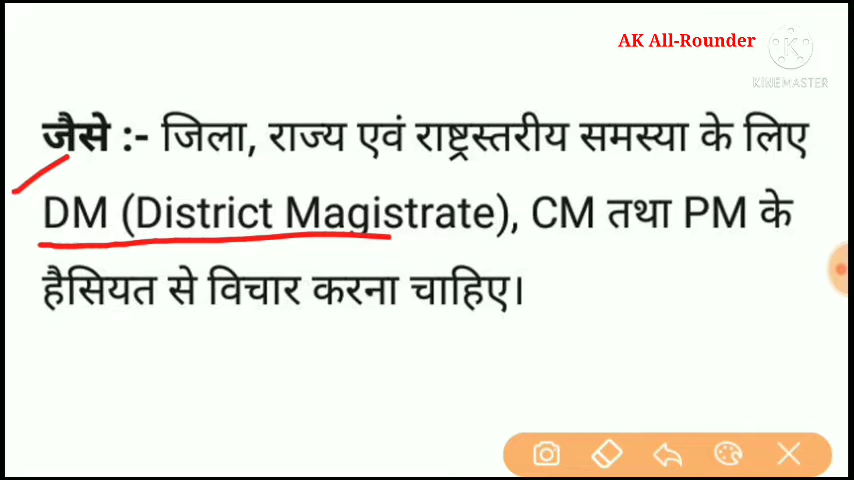 AK All-Rounder
K
KINEMASTER
जैसे :- जिला, राज्य एवं राष्ट्रस्तरीय समस्या के लिए
DM (District Magistrate), CM तथा PM के
हैसियत से विचार करना चाहिए।